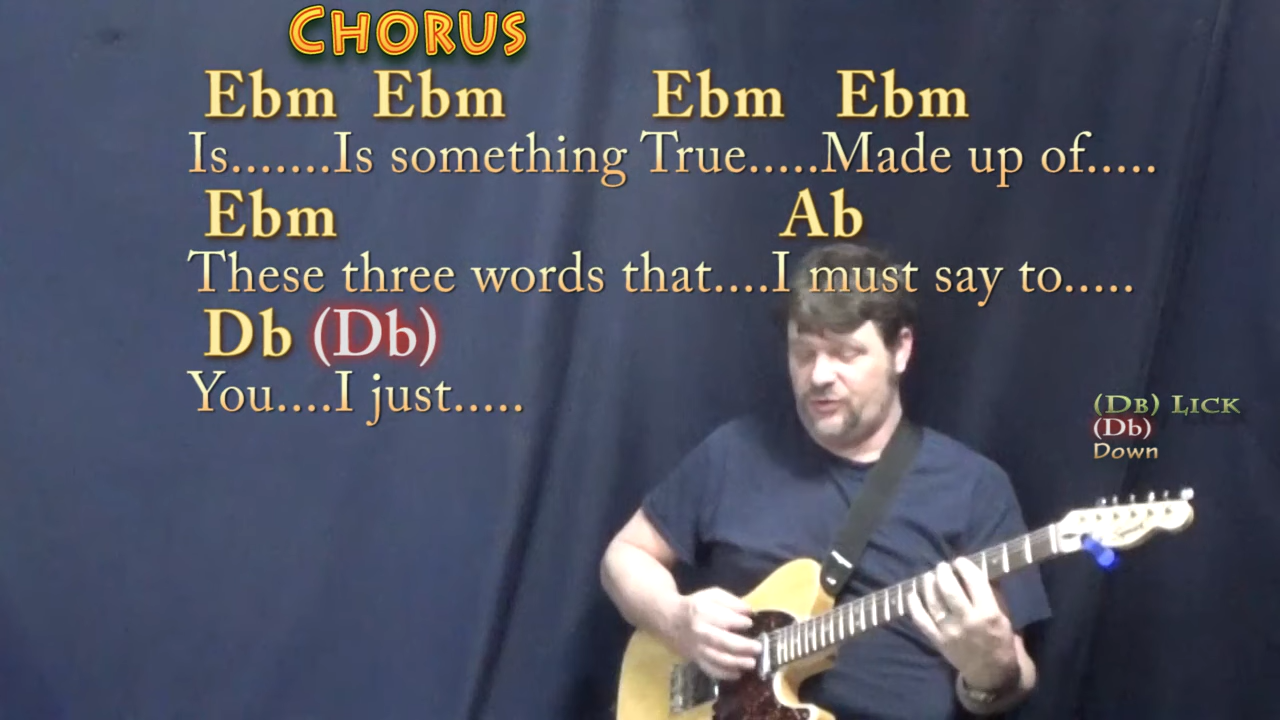 CHORUS
Ebm Ebm Ebm Ebm
Is.......Is something True.....Made up of.....
Ebm Ab
These three words that....I must say to.....
Db (Db)
You....I just.....
(DB) LICK
(Db)
Down